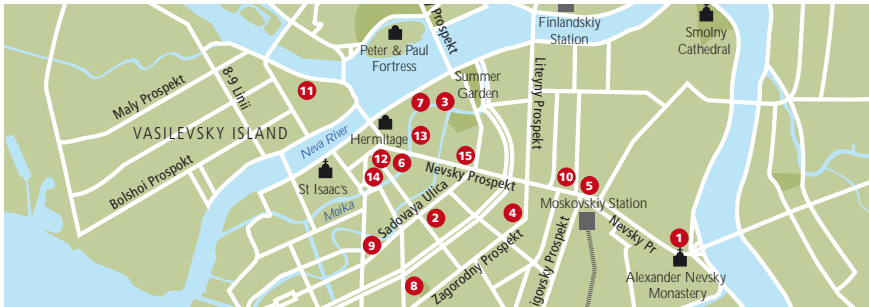 Prospekt
Finlandskiy
Station
Smolny
Cathedral
Peter & Paul
Fortress
8-9 Linii
Maly Prospekt
Summer
Garden
11
7
3
Liteyny Prospekt
VASILEVSKY ISLAND
Neva River
Hermitage
13
Bolshoi Prospokt
12
6
15
Nevsky Prospekt
14
St Isaac's
10
5
Moika
Sadovaya Ulica
2
4
Moskovskiy Station
Nevsky Pr
9
1
Zagorodny Prospekt
igovsky Prospekt
8
Alexander Nevsky
Monastery